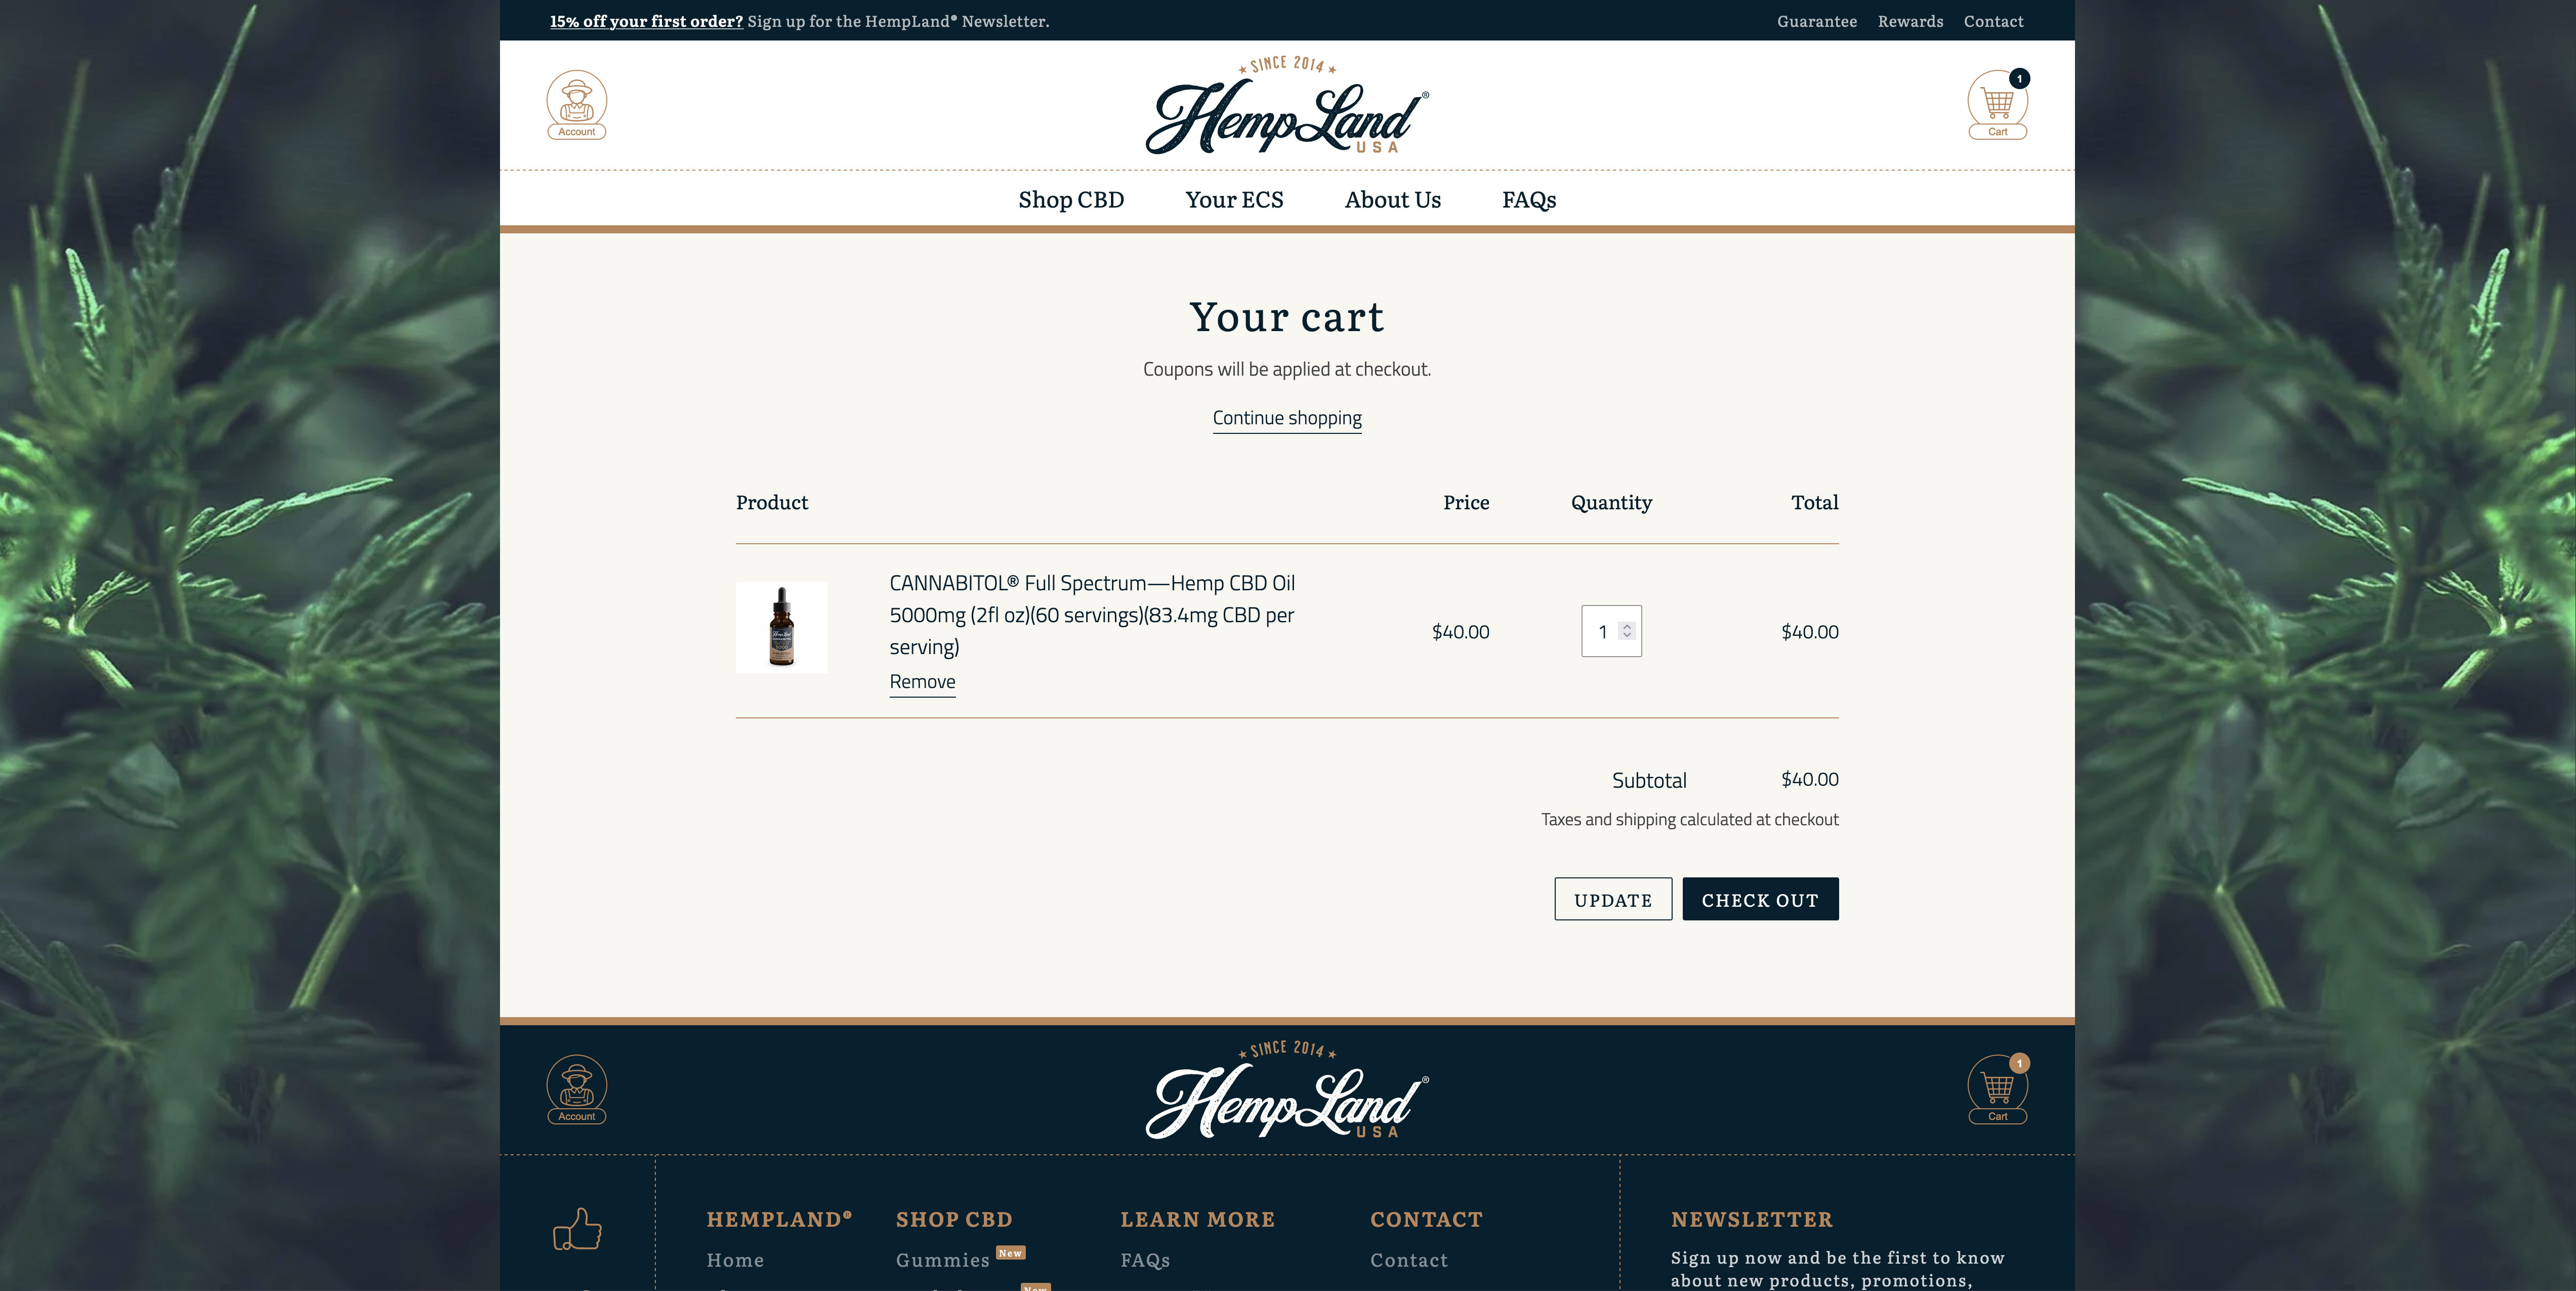 15% off your first order? Sign up for the HempLand® Newsletter.
Guarantee Rewards Contact
Account
★ SINCE 2014 ★
HempLand®
USA
1
Cart
Shop CBD Your ECS About Us FAQs
Your cart
Coupons will be applied at checkout.
Continue shopping
Product Price Quantity Total
CANNABITOL® Full Spectrum—Hemp CBD Oil
5000mg (2fl oz)(60 servings)(83.4mg CBD per
serving)
$40.00 1 $40.00
Remove
Subtotal $40.00
Taxes and shipping calculated at checkout
UPDATE CHECK OUT
Account
★ SINCE 2014 ★
HempLand®
USA
1
Cart
HEMPLAND® SHOP CBD LEARN MORE CONTACT NEWSLETTER
Home Gummies New FAQs Contact
Sign up now and be the first to know
about new products, promotions,
New